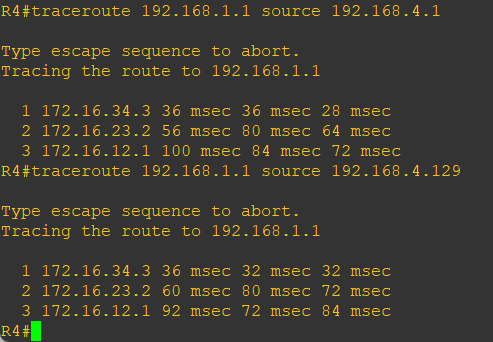 R4#traceroute 192.168.1.1 source 192.168.4.1
Type escape sequence to abort.
Tracing the route to 192.168.1.1
1 172.16.34.3 36 msec 36 msec 28 msec
2 172.16.23.2 56 msec 80 msec 64 msec
3 172.16.12.1 100 msec 84 msec 72 msec
R4#traceroute 192.168.1.1 source 192.168.4.129
Type escape sequence to abort.
Tracing the route to 192.168.1.1
1 172.16.34.3 36 msec 32 msec 32 msec
2 172.16.23.2 60 msec 80 msec 72 msec
3 172.16.12.1 92 msec 72 msec 84 msec
R4#